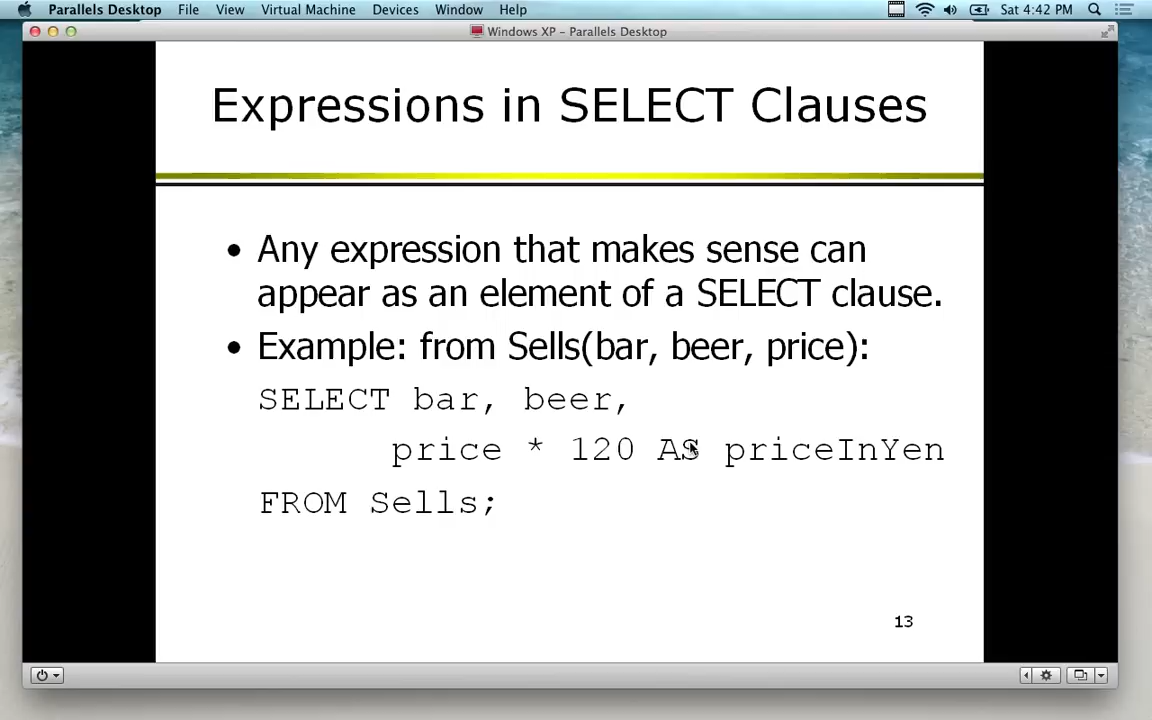 Parallels Desktop File View Virtual Machine Devices Window Help Sat 4:42 PM
Windows XP - Parallels Desktop
Expressions in SELECT Clauses
• Any expression that makes sense can
appear as an element of a SELECT clause.
• Example: from Sells(bar, beer, price):
SELECT bar, beer,
price * 120 AS priceInYen
FROM Sells;
13